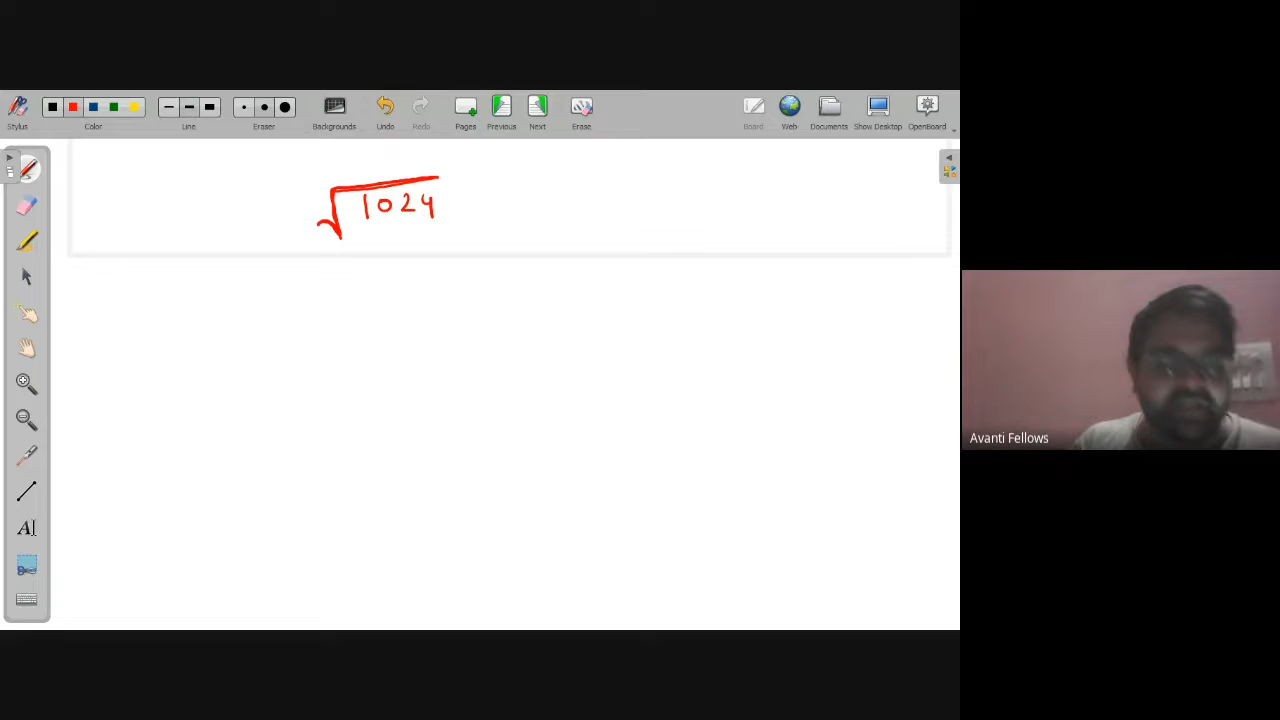 Stylus Color Line Eraser Backgrounds Undo Redo Pages Previous Next Erase Board Web Documents Show Desktop OpenBoard
√1024
A
Avanti Fellows